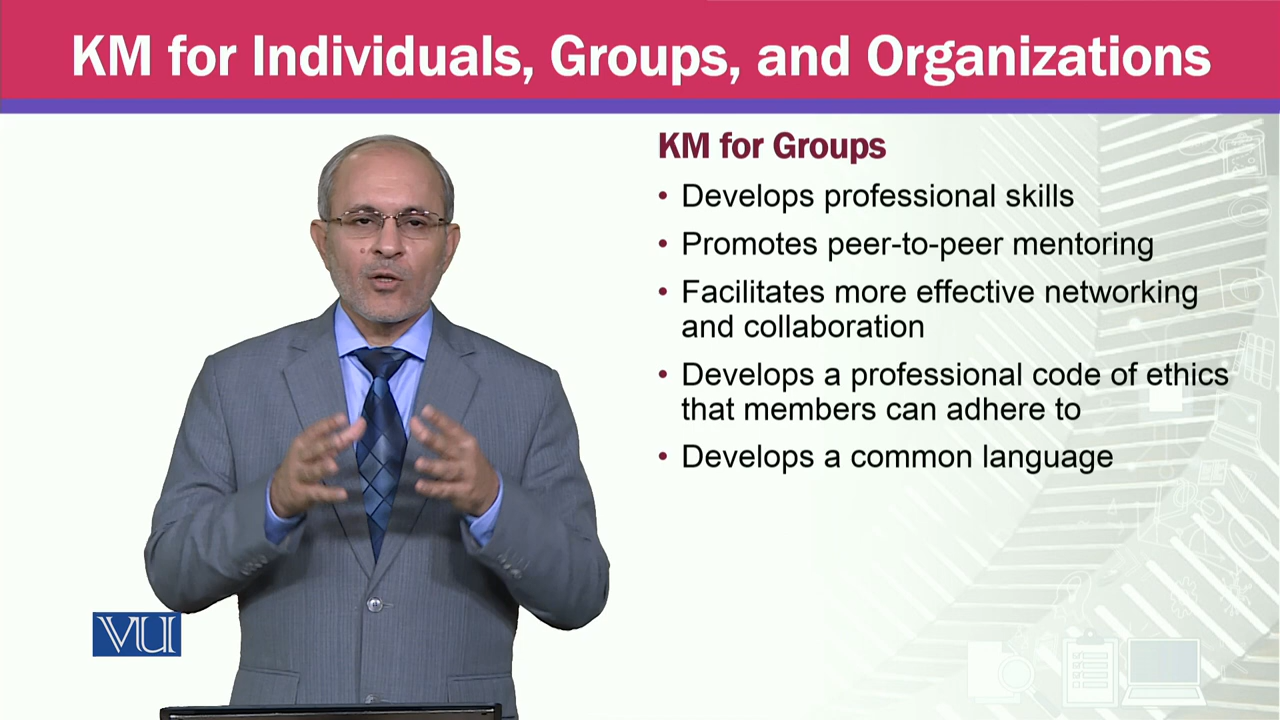 KM for Individuals, Groups, and Organizations
KM for Groups
• Develops professional skills
• Promotes peer-to-peer mentoring
• Facilitates more effective networking
and collaboration
• Develops a professional code of ethics
that members can adhere to
• Develops a common language
VU